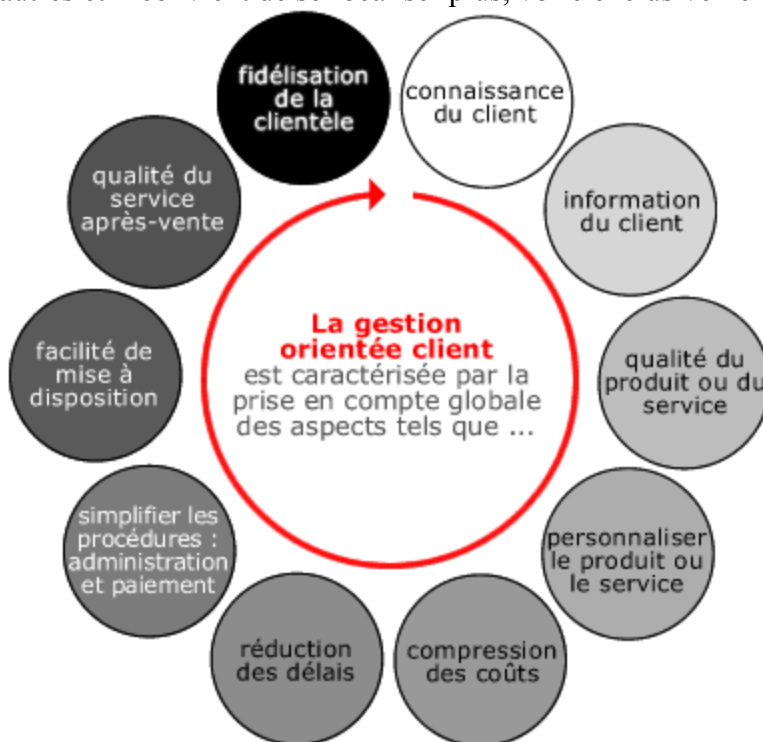 fidélisation
de la
clientèle
connaissance
du client
information
du client
qualité du
produit ou du
service
personnaliser
le produit ou
le service
compression
des coûts
réduction
des délais
simplifier les
procédures :
administration
et paiement
facilité de
mise à
disposition
qualité du
service
après-vente
La gestion
orientée client
est caractérisée par la
prise en compte globale
des aspects tels que ...